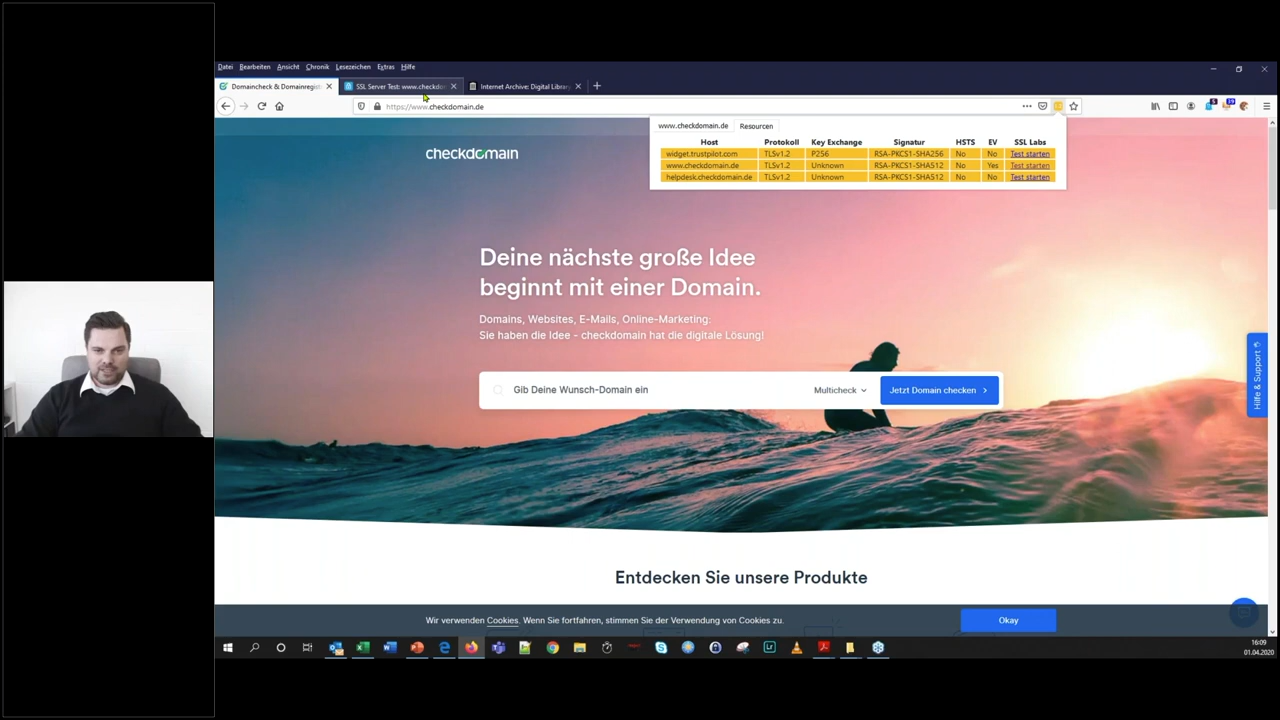 Datei Bearbeiten Ansicht Chronik Lesezeichen Extras Hilfe
Domaincheck & Domainregist
SSL Server Test: www.checkdom
Internet Archive: Digital Library
https://www.checkdomain.de
www.checkdomain.de Resourcen
Host Protokoll Key Exchange Signatur HSTS EV SSL Labs
widget.trustpilot.com TLSv1.2 P256 RSA-PKCS1-SHA256 No No Test starten
www.checkdomain.de TLSv1.2 Unknown RSA-PKCS1-SHA512 No Yes Test starten
helpdesk.checkdomain.de TLSv1.2 Unknown RSA-PKCS1-SHA512 No No Test starten
checkdomain
Deine nächste große Idee
beginnt mit einer Domain.
Domains, Websites, E-Mails, Online-Marketing:
Sie haben die Idee - checkdomain hat die digitale Lösung!
Gib Deine Wunsch-Domain ein Multicheck Jetzt Domain checken
Hilfe & Support
Entdecken Sie unsere Produkte
Wir verwenden Cookies. Wenn Sie fortfahren, stimmen Sie der Verwendung von Cookies zu. Okay
16:09
01.04.2020